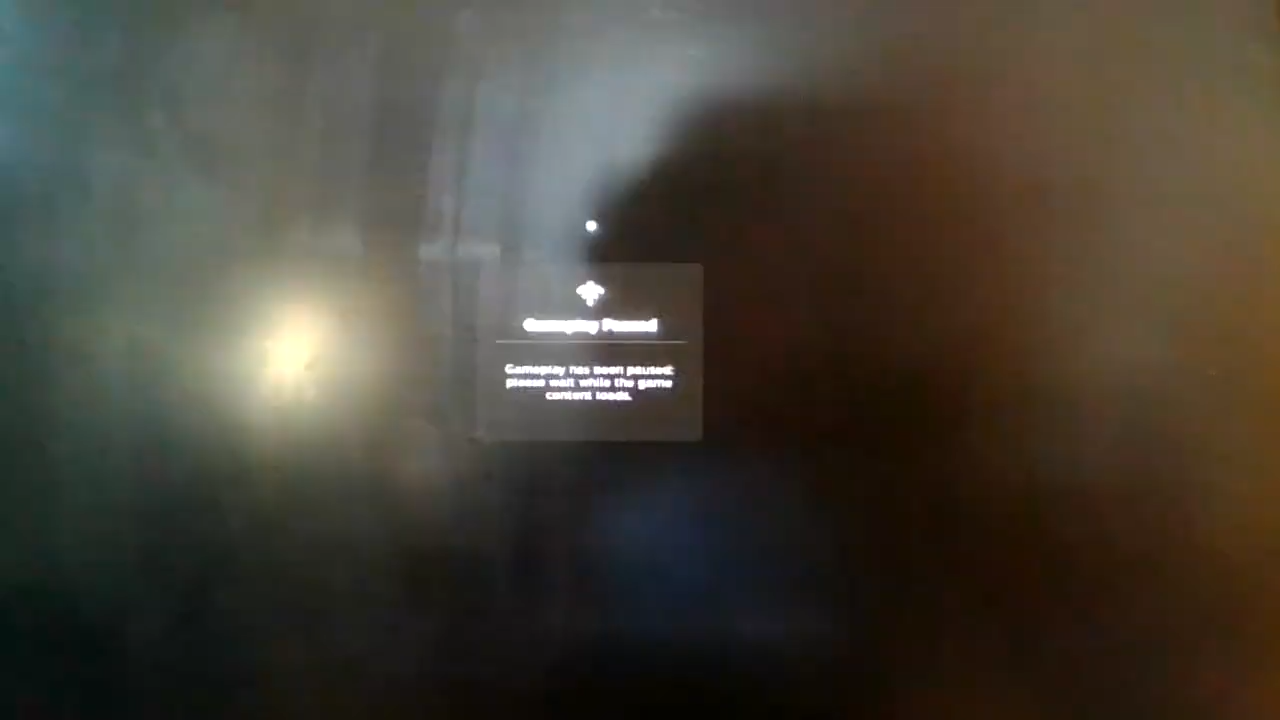 Gameplay Paused
Gameplay has been paused
please wait while the game
content loads.